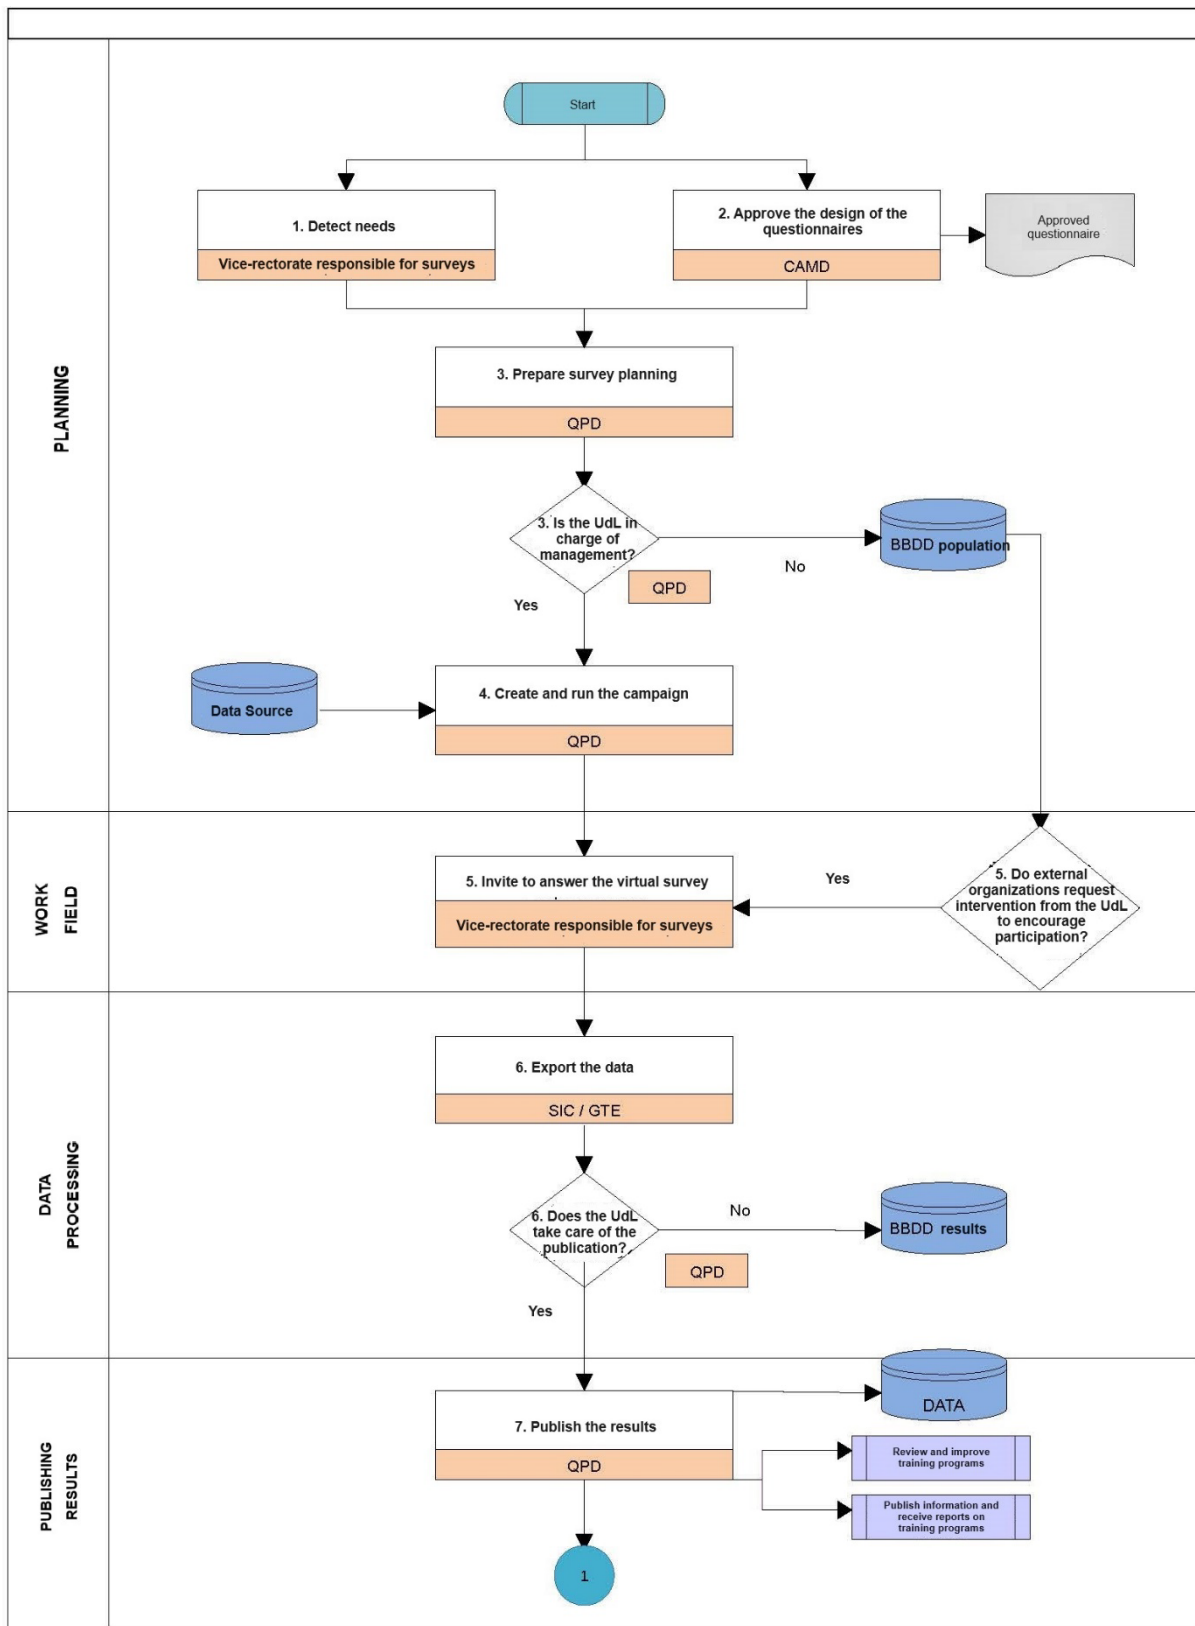 Start
1. Detect needs
Vice-rectorate responsible for surveys
2. Approve the design of the
questionnaires
CAMD
Approved
questionnaire
3. Prepare survey planning
QPD
3. Is the UdL in
charge of
management?
No
QPD
Yes
BBDD population
Data Source
4. Create and run the campaign
QPD
PLANNING
5. Invite to answer the virtual survey
Vice-rectorate responsible for surveys
Yes
5. Do external
organizations request
intervention from the UdL
to encourage
participation?
WORK
FIELD
6. Export the data
SIC / GTE
6. Does the UdL
take care of the
publication?
No
QPD
Yes
BBDD results
DATA
PROCESSING
7. Publish the results
QPD
DATA
Review and improve
training programs
Publish information and
receive reports on
training programs
1
PUBLISHING
RESULTS